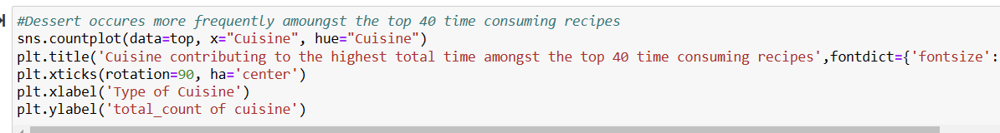 #Dessert occures more frequently amoungst the top 40 time consuming recipes
sns.countplot(data=top, x="Cuisine", hue="Cuisine")
plt.title('Cuisine contributing to the highest total time amongst the top 40 time consuming recipes',fontdict={'fontsize':
plt.xticks(rotation=90, ha='center')
plt.xlabel('Type of Cuisine')
plt.ylabel('total_count of cuisine')